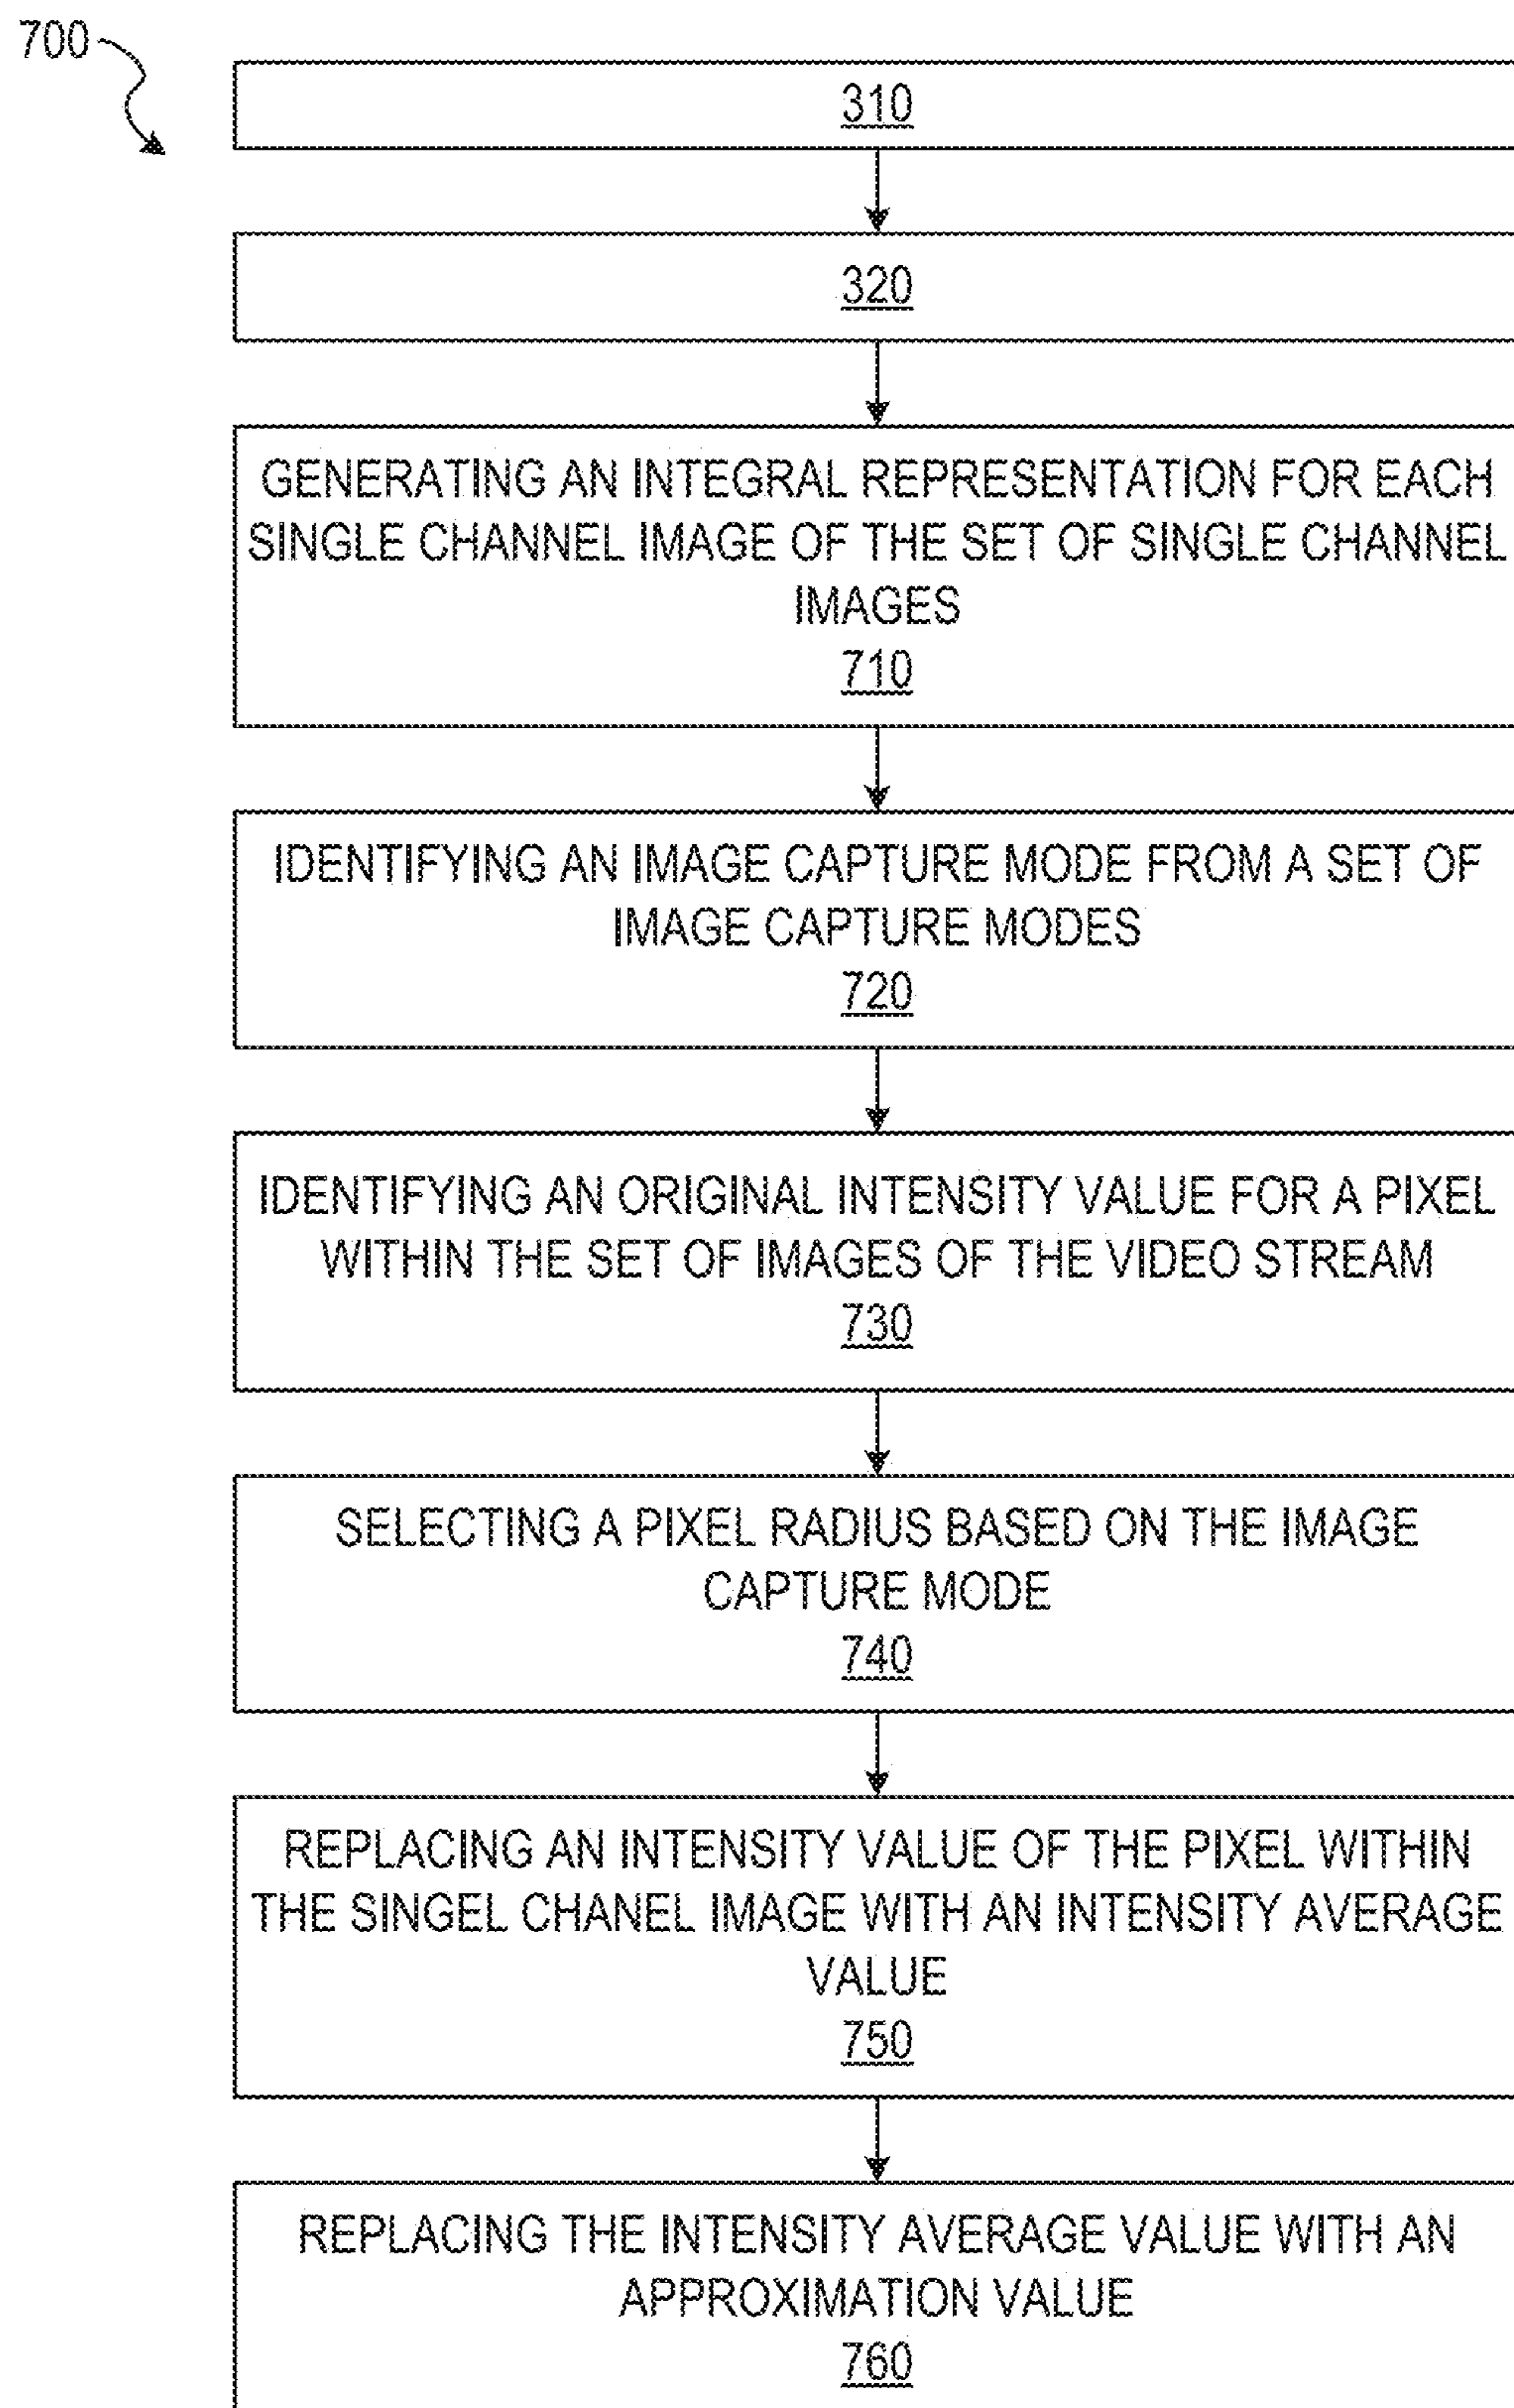 700
310
320
GENERATING AN INTEGRAL REPRESENTATION FOR EACH
SINGLE CHANNEL IMAGE OF THE SET OF SINGLE CHANNEL
IMAGES
710
IDENTIFYING AN IMAGE CAPTURE MODE FROM A SET OF
IMAGE CAPTURE MODES
720
IDENTIFYING AN ORIGINAL INTENSITY VALUE FOR A PIXEL
WITHIN THE SET OF IMAGES OF THE VIDEO STREAM
730
SELECTING A PIXEL RADIUS BASED ON THE IMAGE
CAPTURE MODE
740
REPLACING AN INTENSITY VALUE OF THE PIXEL WITHIN
THE SINGEL CHANEL IMAGE WITH AN INTENSITY AVERAGE
VALUE
750
REPLACING THE INTENSITY AVERAGE VALUE WITH AN
APPROXIMATION VALUE
760